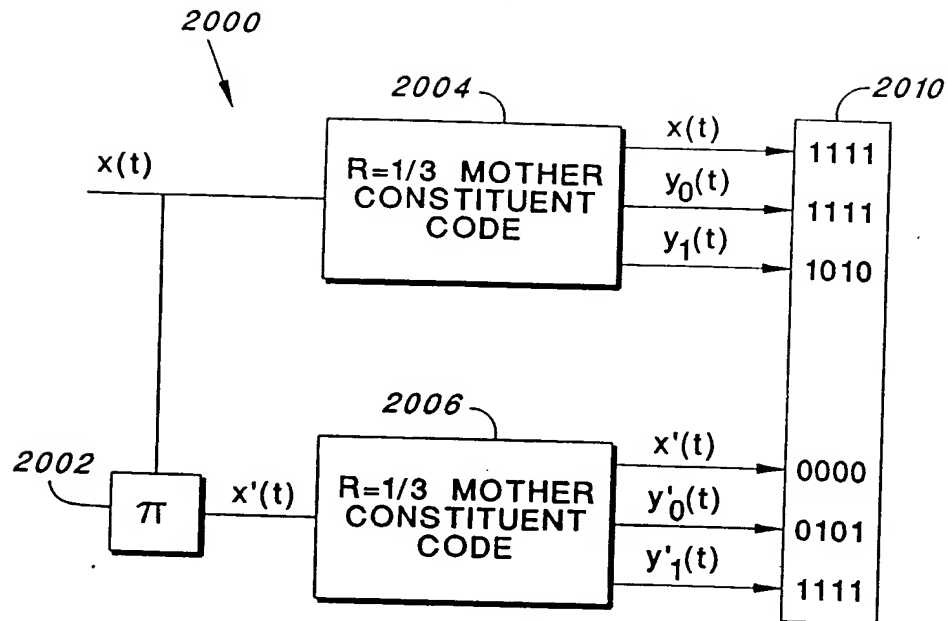 2000
2004
2010
x(t)
R=1/3 MOTHER
CONSTITUENT
CODE
x(t)
y0(t)
y1(t)
1111
1111
1010
2006
2002
π
x'(t)
R=1/3 MOTHER
CONSTITUENT
CODE
x'(t)
y'0(t)
y'1(t)
0000
0101
1111